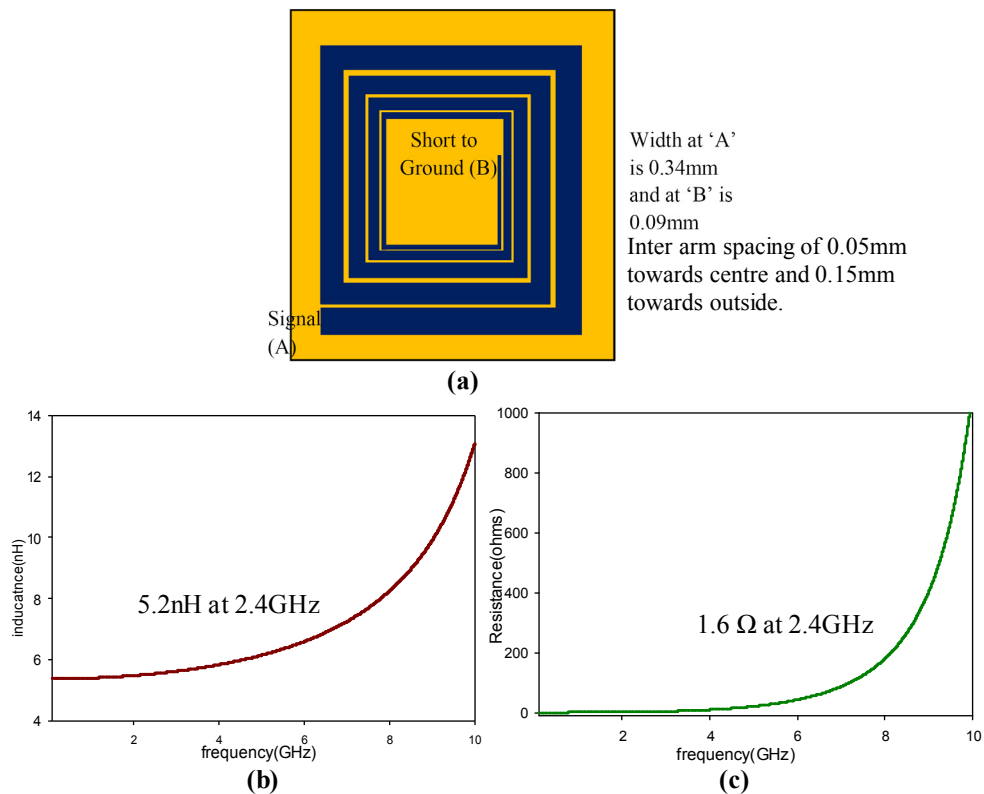 Short to
Ground (B)
Width at ‘A’
is 0.34mm
and at ‘B’ is
0.09mm
Inter arm spacing of 0.05mm
towards centre and 0.15mm
towards outside.
Signal
(A)
(a)
14
12
10
8
6
4
inducatnce(nH)
5.2nH at 2.4GHz
2
4
6
8
10
frequency(GHz)
(b)
1000
800
600
400
200
0
Resistance(ohms)
1.6 Ω at 2.4GHz
2
4
6
8
10
frequency(GHz)
(c)